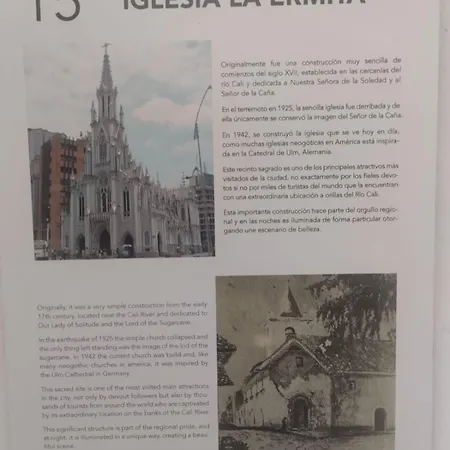 15 IGLESIA LA ERMITA
Originalmente fue una construcción muy sencilla de
comienzos del siglo XVII, establecida en las cercanías del
río Cali y dedicada a Nuestra Señora de la Soledad y al
Señor de la Caña.
En el terremoto en 1925, la sencilla iglesia fue derribada y de
ella únicamente se conservó la imagen del Señor de la Caña.
En 1942, se construyó la iglesia que se ve hoy en día,
como muchas iglesias neogóticas en América está inspira-
da en la Catedral de Ulm, Alemania.
Este recinto sagrado es uno de los principales atractivos más
visitados de la ciudad, no exactamente por los fieles devo-
tos si no por miles de turistas del mundo que la encuentran
con una extraordinaria ubicación a orillas del Río Cali.
Esta importante construcción hace parte del orgullo regio-
nal y en las noches es iluminada de forma particular otor-
gando une escenario de belleza.
Originally, it was a very simple construction from the early
17th century, located near the Cali River and dedicated to
Our Lady of Solitude and the Lord of the Sugarcane.
In the earthquake of 1925 the simple church collapsed and
the only thing left standing was the image of the lod of the
sugarcane. In 1942 the current church was build and, like
many neogothic churches in america, it was inspired by
the Ulm Cathedral in Germany.
This sacred site is one of the most visited main attractions
in the city, not only by devout followers but also by thou-
sands of tourists from around the world who are captivated
by its extraordinary location on the banks of the Cali River.
This significant structure is part of the regional pride, and
at night, it is illuminated in a unique way, creating a beau-
tiful scene.